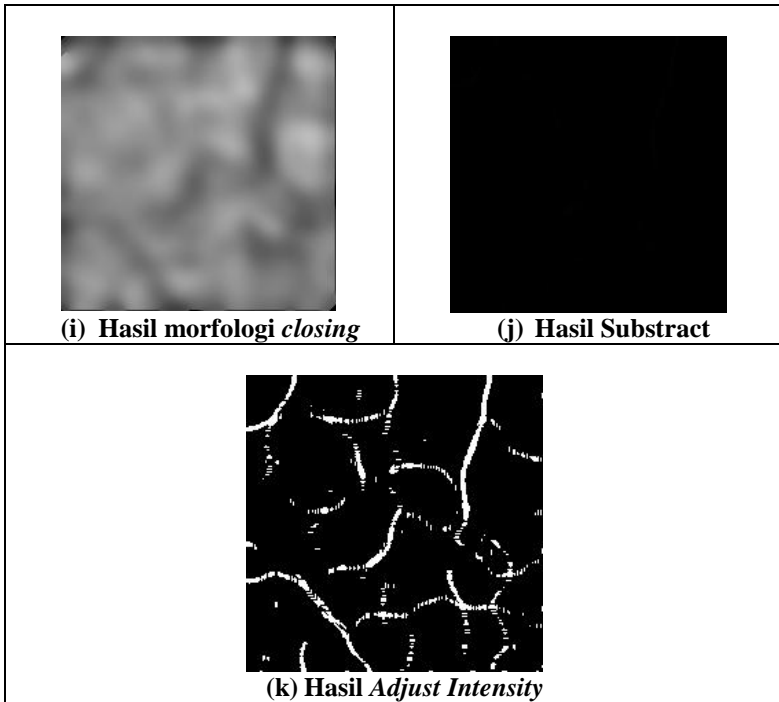 (i) Hasil morfologi closing
(j) Hasil Substract
(k) Hasil Adjust Intensity